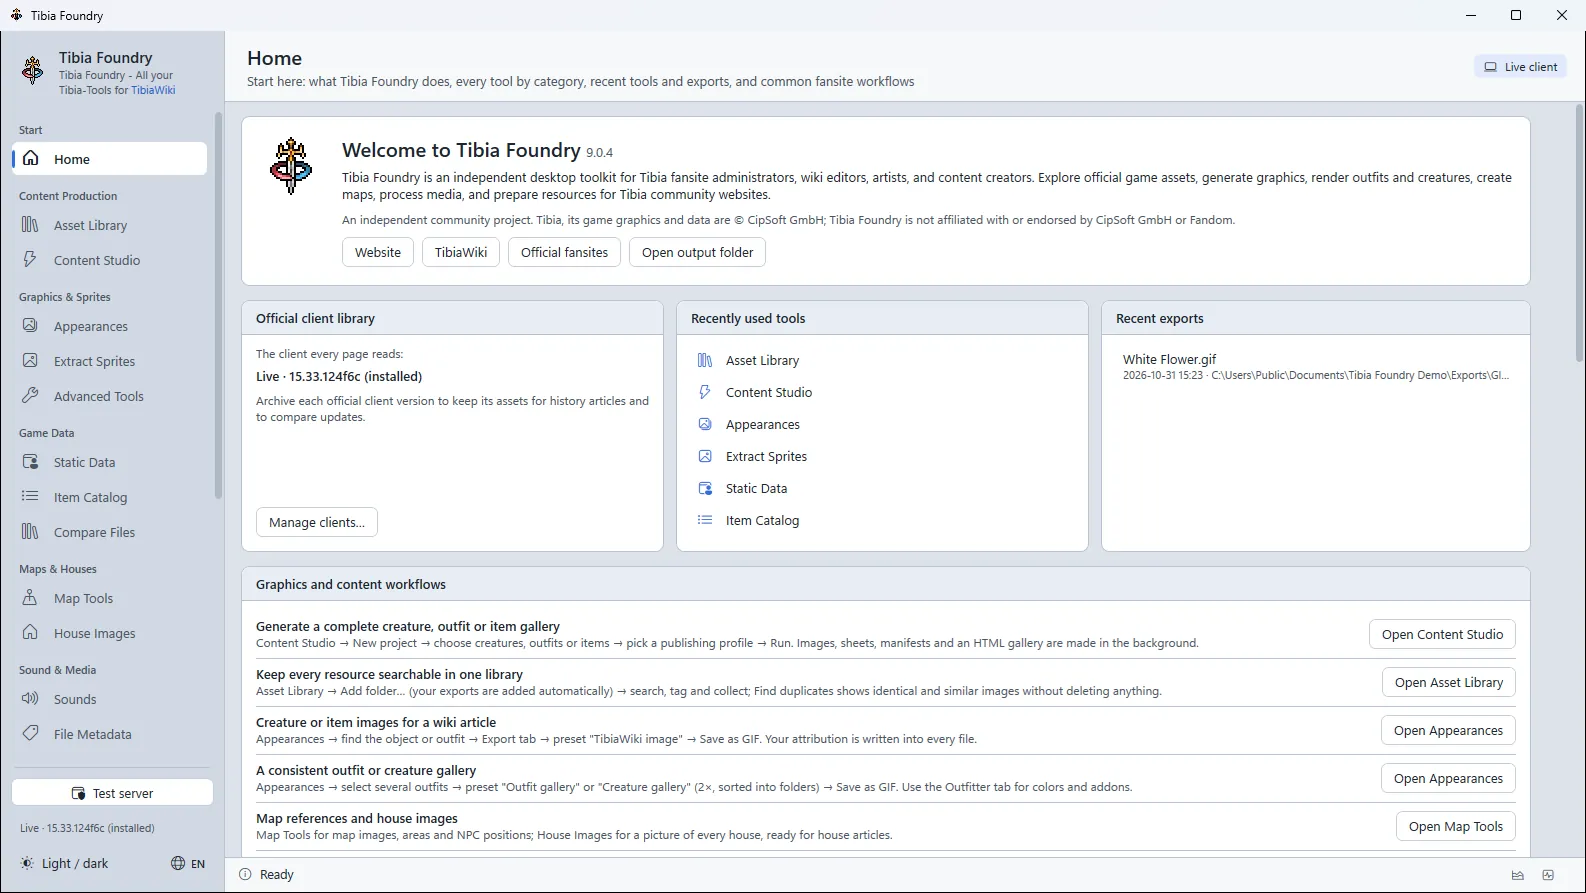 Tibia Foundry
Tibia Foundry
Tibia Foundry - All your
Tibia-Tools for TibiaWiki
Start
Home
Content Production
Asset Library
Content Studio
Graphics & Sprites
Appearances
Extract Sprites
Advanced Tools
Game Data
Static Data
Item Catalog
Compare Files
Maps & Houses
Map Tools
House Images
Sound & Media
Sounds
File Metadata
Test server
Live · 15.33.124f6c (installed)
Light / dark
EN
Home
Start here: what Tibia Foundry does, every tool by category, recent tools and exports, and common fansite workflows
Live client
Welcome to Tibia Foundry 9.0.4
Tibia Foundry is an independent desktop toolkit for Tibia fansite administrators, wiki editors, artists, and content creators. Explore official game assets, generate graphics, render outfits and creatures, create
maps, process media, and prepare resources for Tibia community websites.
An independent community project. Tibia, its game graphics and data are © CipSoft GmbH; Tibia Foundry is not affiliated with or endorsed by CipSoft GmbH or Fandom.
Website
TibiaWiki
Official fansites
Open output folder
Official client library
The client every page reads:
Live · 15.33.124f6c (installed)
Archive each official client version to keep its assets for history articles and
to compare updates.
Manage clients...
Recently used tools
Asset Library
Content Studio
Appearances
Extract Sprites
Static Data
Item Catalog
Recent exports
White Flower.gif
2026-10-31 15:23 · C:\Users\Public\Documents\Tibia Foundry Demo\Exports\GI...
Graphics and content workflows
Generate a complete creature, outfit or item gallery
Content Studio → New project → choose creatures, outfits or items → pick a publishing profile → Run. Images, sheets, manifests and an HTML gallery are made in the background.
Open Content Studio
Keep every resource searchable in one library
Asset Library → Add folder... (your exports are added automatically) → search, tag and collect; Find duplicates shows identical and similar images without deleting anything.
Open Asset Library
Creature or item images for a wiki article
Appearances → find the object or outfit → Export tab → preset "TibiaWiki image" → Save as GIF. Your attribution is written into every file.
Open Appearances
A consistent outfit or creature gallery
Appearances → select several outfits → preset "Outfit gallery" or "Creature gallery" (2×, sorted into folders) → Save as GIF. Use the Outfitter tab for colors and addons.
Open Appearances
Map references and house images
Map Tools for map images, areas and NPC positions; House Images for a picture of every house, ready for house articles.
Open Map Tools
Ready